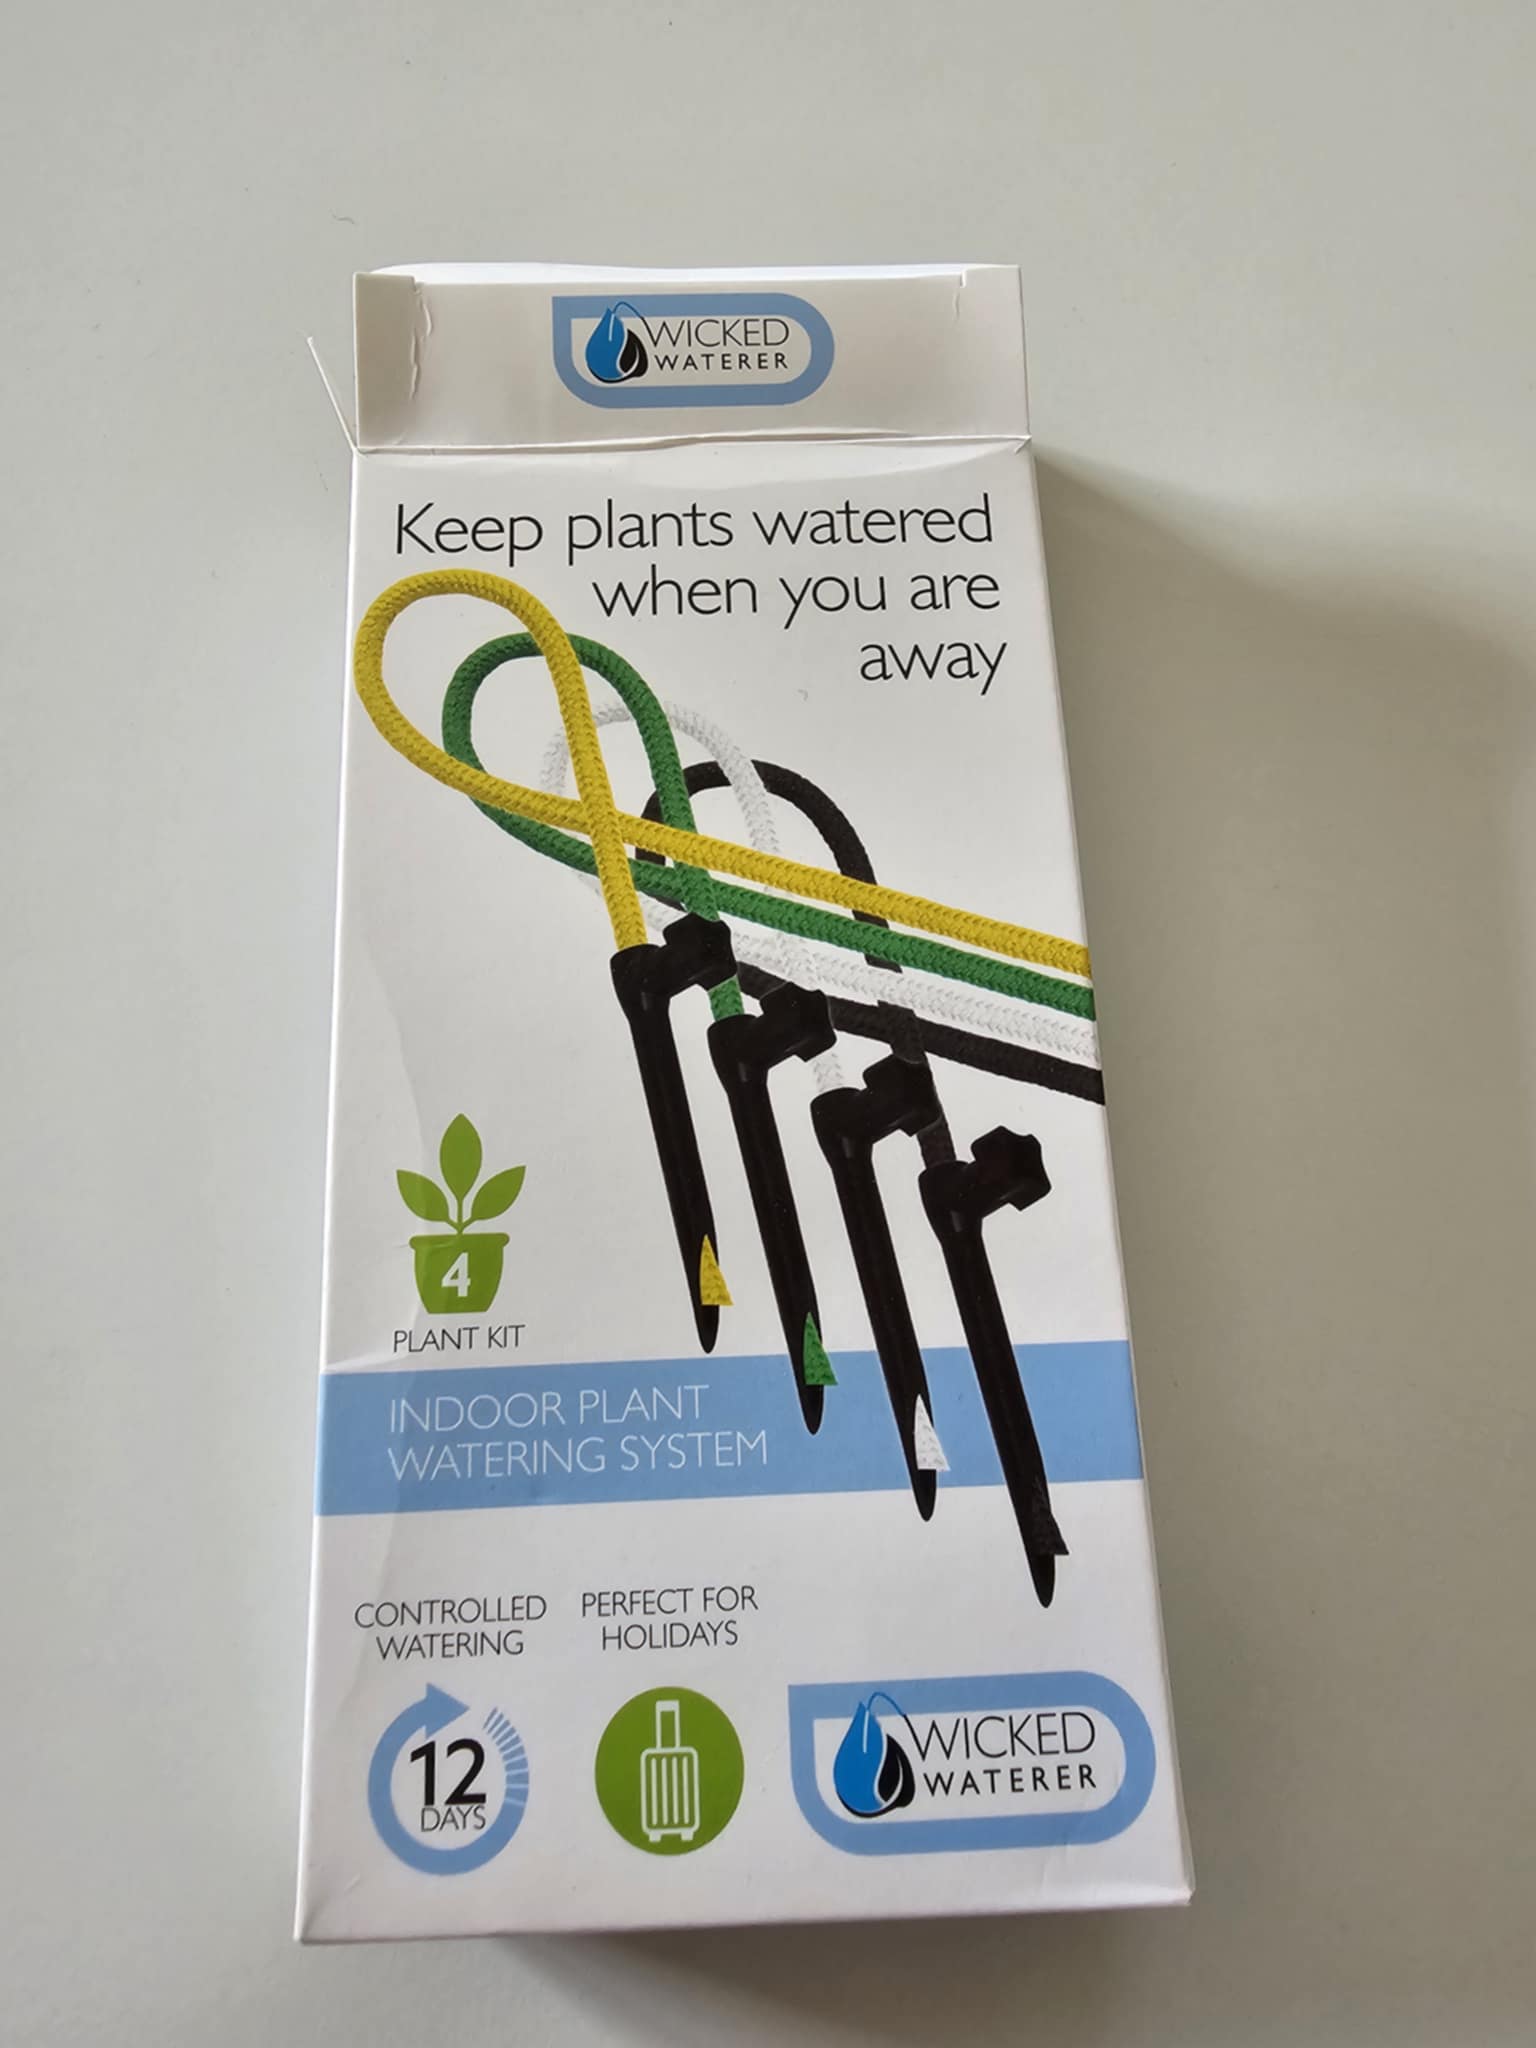 WICKED
WATERER
Keep plants watered
when you are
away
4
PLANT KIT
INDOOR PLANT
WATERING SYSTEM
CONTROLLED
WATERING
12
DAYS
PERFECT FOR
HOLIDAYS
WICKED
WATERER